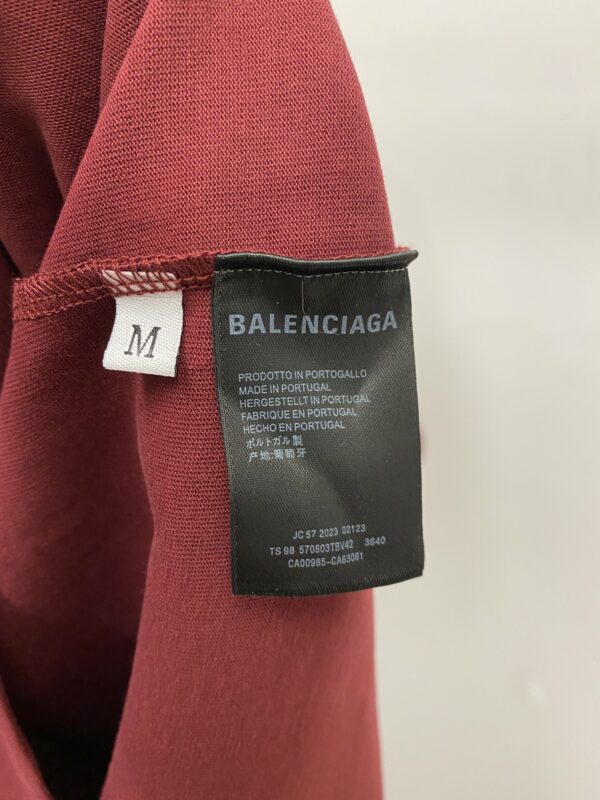 M
BALENCIAGA
PRODOTTO IN PORTOGALLO
MADE IN PORTUGAL
HERGESTELLT IN PORTUGAL
FABRIQUE EN PORTUGAL
HECHO EN PORTUGAL
ポルトガル製
产地:葡萄牙
JC 57 2023 02123
TS 98 570803TBV42 3640
CA00985-CA63081